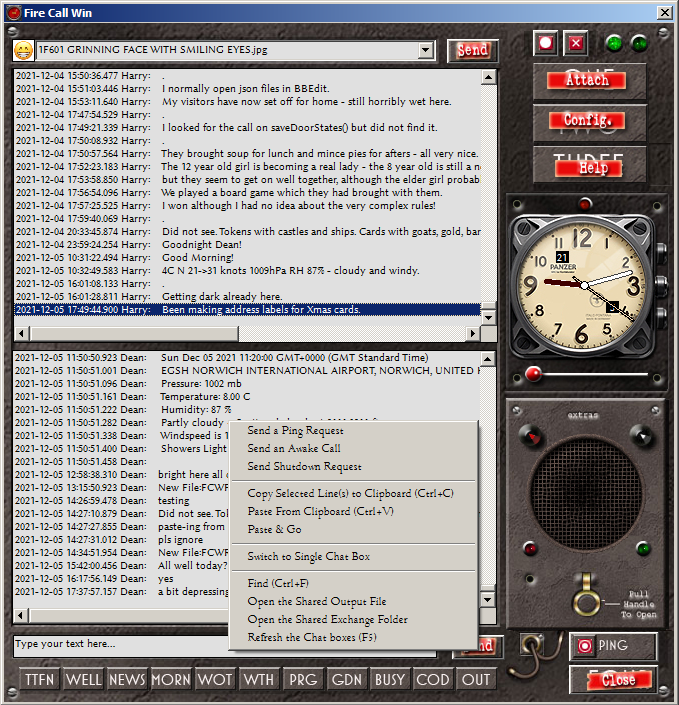 Fire Call Win
1F601 GRINNING FACE WITH SMILING EYES.jpg
Send
Attach
Config.
Help
2021-12-04 15:50:36.477 Harry: .
2021-12-04 15:51:03.446 Harry: I normally open json files in BBEdit.
2021-12-04 15:53:11.640 Harry: My visitors have now set off for home - still horribly wet here.
2021-12-04 17:47:54.529 Harry: .
2021-12-04 17:49:21.339 Harry: I looked for the call on saveDoorStates() but did not find it.
2021-12-04 17:50:08.932 Harry: .
2021-12-04 17:50:57.564 Harry: They brought soup for lunch and mince pies for afters - all very nice.
2021-12-04 17:52:23.183 Harry: The 12 year old girl is becoming a real lady - the 8 year old is still a
2021-12-04 17:53:58.850 Harry: but they seem to get on well together, although the elder girl probab
2021-12-04 17:56:54.096 Harry: We played a board game which they had brought with them.
2021-12-04 17:57:25.525 Harry: I won although I had no idea about the very complex rules!
2021-12-04 17:59:40.069 Harry: .
2021-12-04 20:33:45.874 Harry: Did not see. Tokens with castles and ships. Cards with goats, gold, bar
2021-12-04 23:59:24.254 Harry: Goodnight Dean!
2021-12-05 10:31:22.494 Harry: Good Morning!
2021-12-05 10:32:49.583 Harry: 4C N 21->31 knots 1009hPa RH 87% - cloudy and windy.
2021-12-05 16:01:08.133 Harry: .
2021-12-05 16:01:28.811 Harry: Getting dark already here.
2021-12-05 17:49:44.900 Harry: Been making address labels for Xmas cards.
12
1
2
3
4
5
6
7
8
9
10
11
21
PANZER
2021-12-05 11:50:50.923 Dean: Sun Dec 05 2021 11:20:00 GMT+0000 (GMT Standard Time)
2021-12-05 11:50:51.001 Dean: EGSH NORWICH INTERNATIONAL AIRPORT, NORWICH, UNITED K
2021-12-05 11:50:51.096 Dean: Pressure: 1002 mb
2021-12-05 11:50:51.161 Dean: Temperature: 8.00 C
2021-12-05 11:50:51.222 Dean: Humidity: 87 %
2021-12-05 11:50:51.282 Dean: Partly cloudy
2021-12-05 11:50:51.338 Dean: Windspeed is 1
2021-12-05 11:50:51.400 Dean: Showers Light
2021-12-05 11:50:51.458 Dean:
2021-12-05 12:58:38.310 Dean: bright here all
2021-12-05 13:15:50.923 Dean: New File:FCWF
2021-12-05 14:26:59.478 Dean: testing
2021-12-05 14:27:10.879 Dean: Did not see. Tok
2021-12-05 14:27:27.855 Dean: paste-ing from
2021-12-05 14:27:31.012 Dean: pls ignore
2021-12-05 14:34:51.954 Dean: New File:FCWF
2021-12-05 15:42:00.456 Dean: All well today?
2021-12-05 16:17:56.149 Dean: yes
2021-12-05 17:37:57.157 Dean: a bit depressing
Send a Ping Request
Send an Awake Call
Send Shutdown Request
Copy Selected Line(s) to Clipboard (Ctrl+C)
Paste From Clipboard (Ctrl+V)
Paste & Go
Switch to Single Chat Box
Find (Ctrl+F)
Open the Shared Output File
Open the Shared Exchange Folder
Refresh the Chat boxes (F5)
extras
Pull
Handle
To Open
Type your text here...
PING
Close
TTFN
WELL
NEWS
MORN
WOT
WTH
PRG
GDN
BUSY
COD
OUT